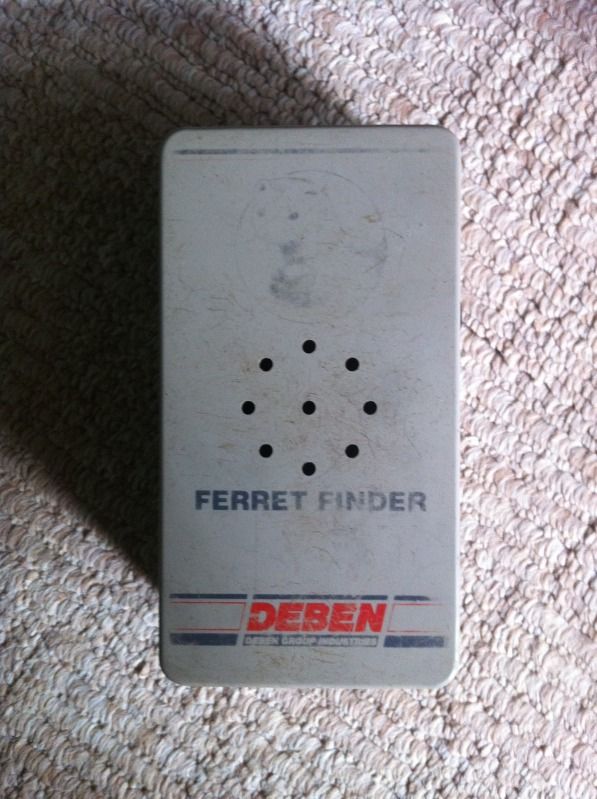 FERRET FINDER
DEBEN
DEBEN GROUP INDUSTRIES